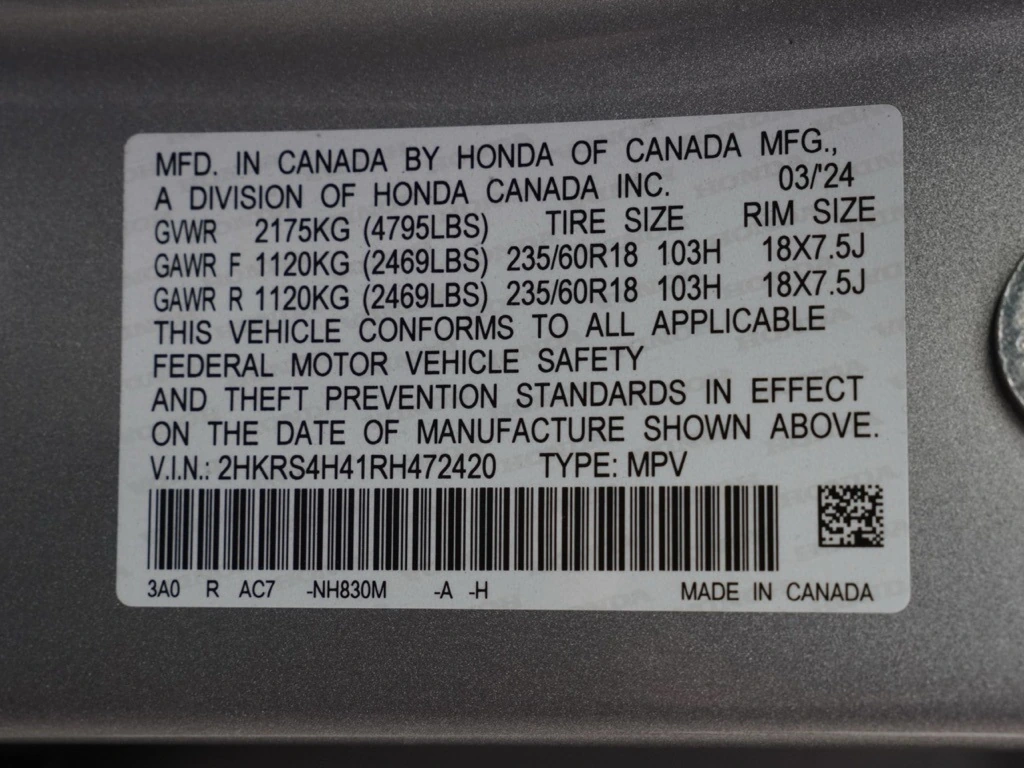 MFD. IN CANADA BY HONDA OF CANADA MFG.,
A DIVISION OF HONDA CANADA INC. 03/'24
GVWR 2175KG (4795LBS) TIRE SIZE RIM SIZE
GAWR F 1120KG (2469LBS) 235/60R18 103H 18X7.5J
GAWR R 1120KG (2469LBS) 235/60R18 103H 18X7.5J
THIS VEHICLE CONFORMS TO ALL APPLICABLE
FEDERAL MOTOR VEHICLE SAFETY
AND THEFT PREVENTION STANDARDS IN EFFECT
ON THE DATE OF MANUFACTURE SHOWN ABOVE.
V.I.N.: 2HKRS4H41RH472420 TYPE: MPV
3A0 R AC7 -NH830M -A -H MADE IN CANADA